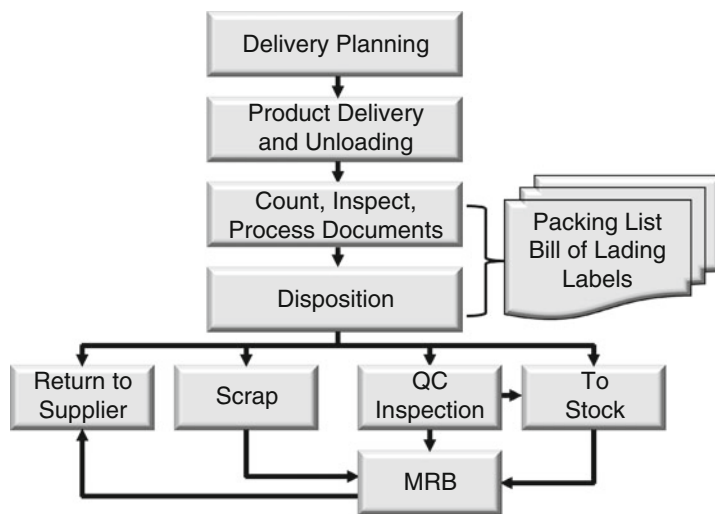 Delivery Planning
Product Delivery
and Unloading
Count, Inspect,
Process Documents
Packing List
Bill of Lading
Labels
Disposition
Return to
Supplier
Scrap
QC
Inspection
To
Stock
MRB